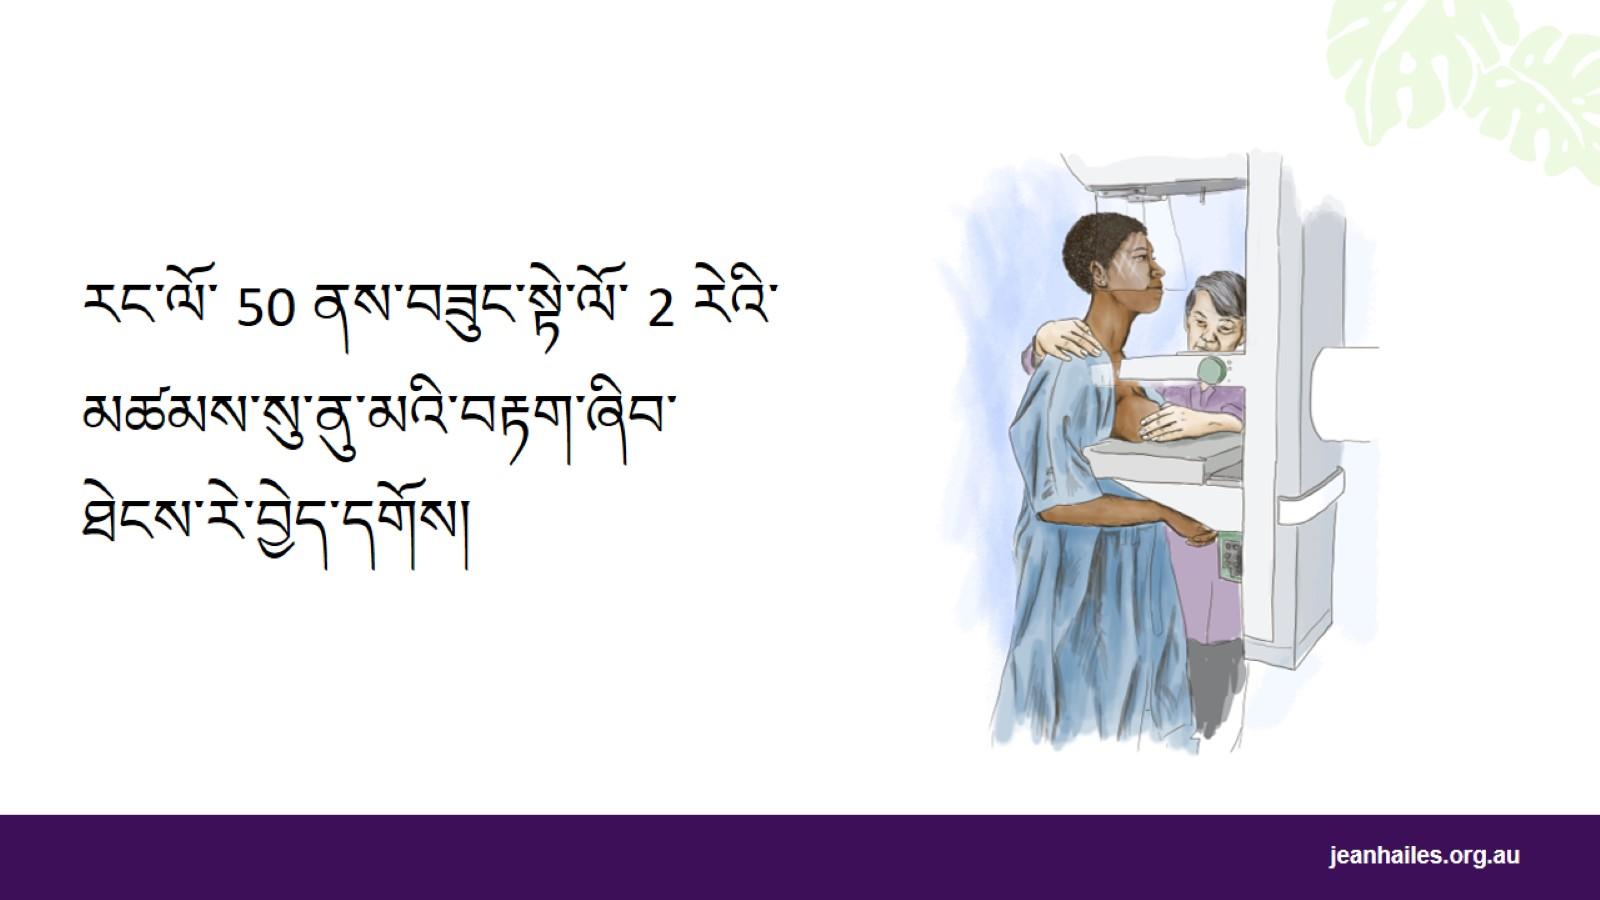 རང་ལོ་ 50 ནས་བཟུང་སྟེ་ལོ་ 2 རེའི་
མཚམས་སུ་ནུ་མའི་བརྟག་ཞིབ་
ཐེངས་རེ་བྱེད་དགོས།
jeanhailes.org.au